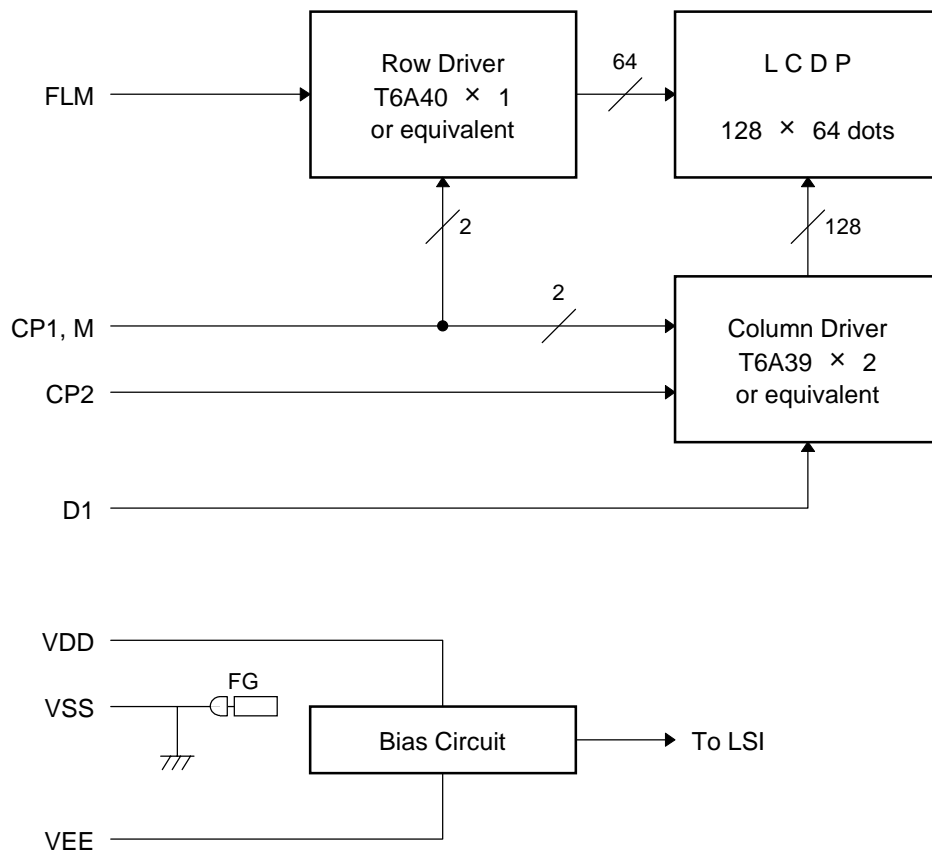 Row Driver
T6A40 × 1
or equivalent
64
L C D P
128 × 64 dots
FLM
2
128
CP1, M
2
Column Driver
T6A39 × 2
or equivalent
CP2
D1
VDD
FG
VSS
Bias Circuit
To LSI
VEE